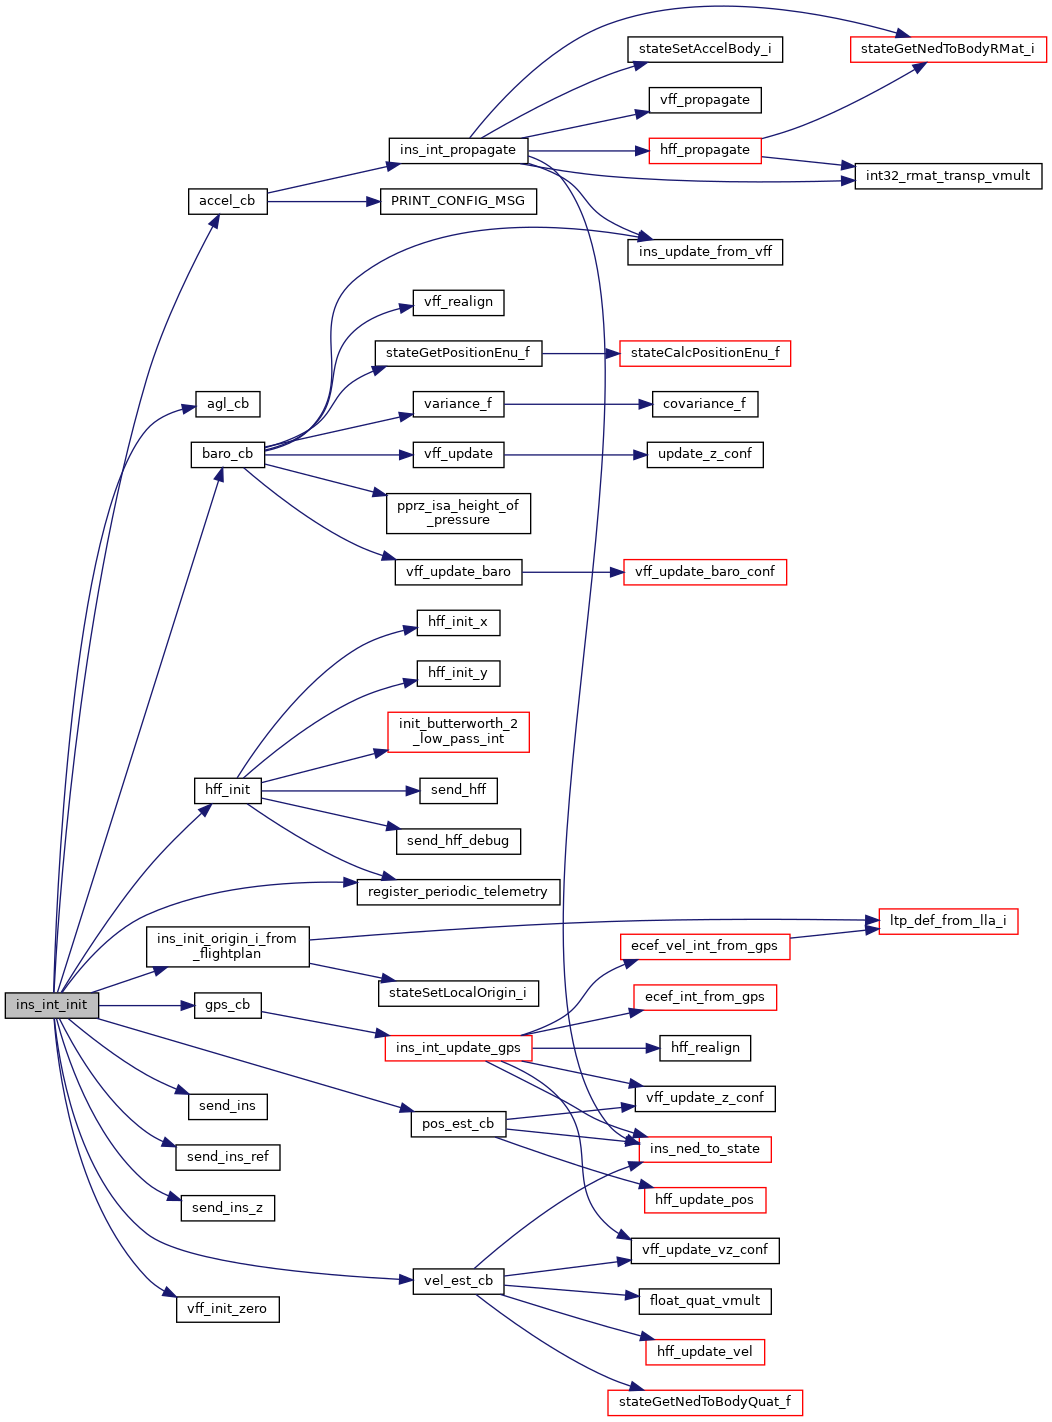 stateSetAccelBody_i
stateGetNedToBodyRMat_i
vff_propagate
ins_int_propagate
hff_propagate
int32_rmat_transp_vmult
accel_cb
PRINT_CONFIG_MSG
ins_update_from_vff
vff_realign
stateGetPositionEnu_f
stateCalcPositionEnu_f
agl_cb
variance_f
covariance_f
baro_cb
vff_update
update_z_conf
pprz_isa_height_of
_pressure
vff_update_baro
vff_update_baro_conf
hff_init_x
hff_init_y
init_butterworth_2
_low_pass_int
hff_init
send_hff
send_hff_debug
register_periodic_telemetry
ltp_def_from_lla_i
ins_init_origin_i_from
_flightplan
ecef_vel_int_from_gps
stateSetLocalOrigin_i
ecef_int_from_gps
ins_int_init
gps_cb
ins_int_update_gps
hff_realign
send_ins
vff_update_z_conf
pos_est_cb
ins_ned_to_state
send_ins_ref
hff_update_pos
send_ins_z
vff_update_vz_conf
vel_est_cb
float_quat_vmult
vff_init_zero
hff_update_vel
stateGetNedToBodyQuat_f